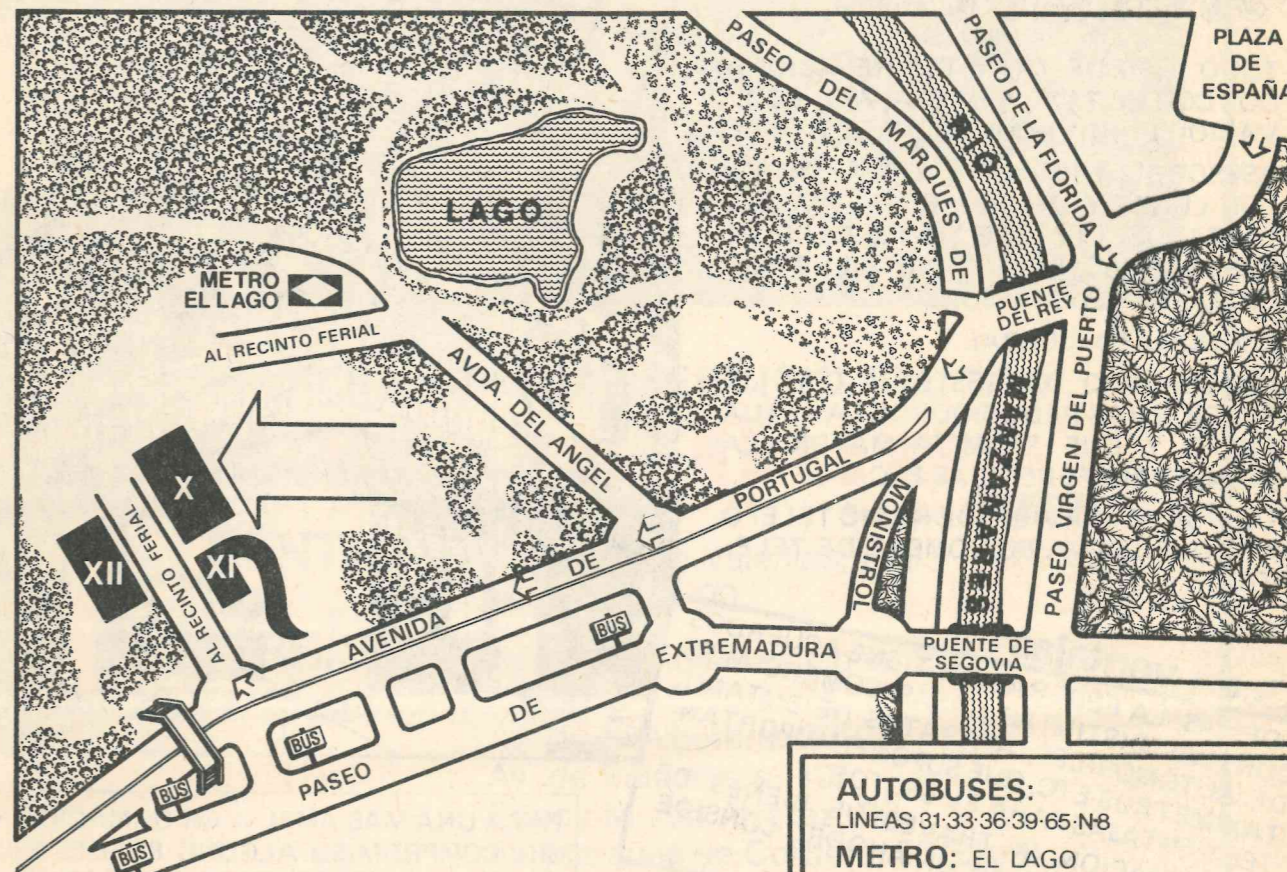 PLAZA
DE
ESPAÑA
PASEO DEL MARQUES DE
MONISTROL
RIO
MANZANARES
PASEO DE LA FLORIDA
LAGO
METRO
EL LAGO
PUENTE
DEL REY
AL RECINTO FERIAL
AVDA. DEL ANGEL
PASEO VIRGEN DEL PUERTO
X
XI
XII
AL RECINTO FERIAL
AVENIDA DE PORTUGAL
BUS
PASEO DE EXTREMADURA
PUENTE DE
SEGOVIA
BUS
BUS
BUS
AUTOBUSES:
LINEAS 31·33·36·39·65·N-8
METRO: EL LAGO